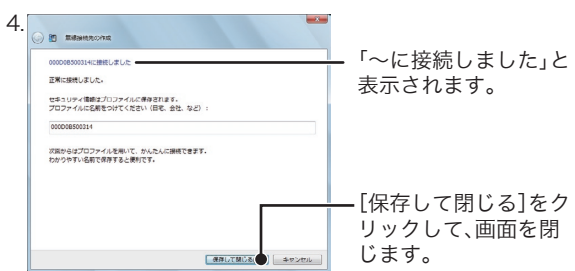 4.
無線接続先の作成
000D0B500314に接続しました
正常に接続しました。
セキュリティ情報はプロファイルに保存されます。
プロファイルに名前をつけてください（自宅、会社、など）：
000D0B500314
次回からはプロファイルを用いて、かんたんに接続できます。
わかりやすい名前で保存すると便利です。
保存して閉じる
キャンセル
「～に接続しました」と
表示されます。
[保存して閉じる]をク
リックして、画面を閉
じます。